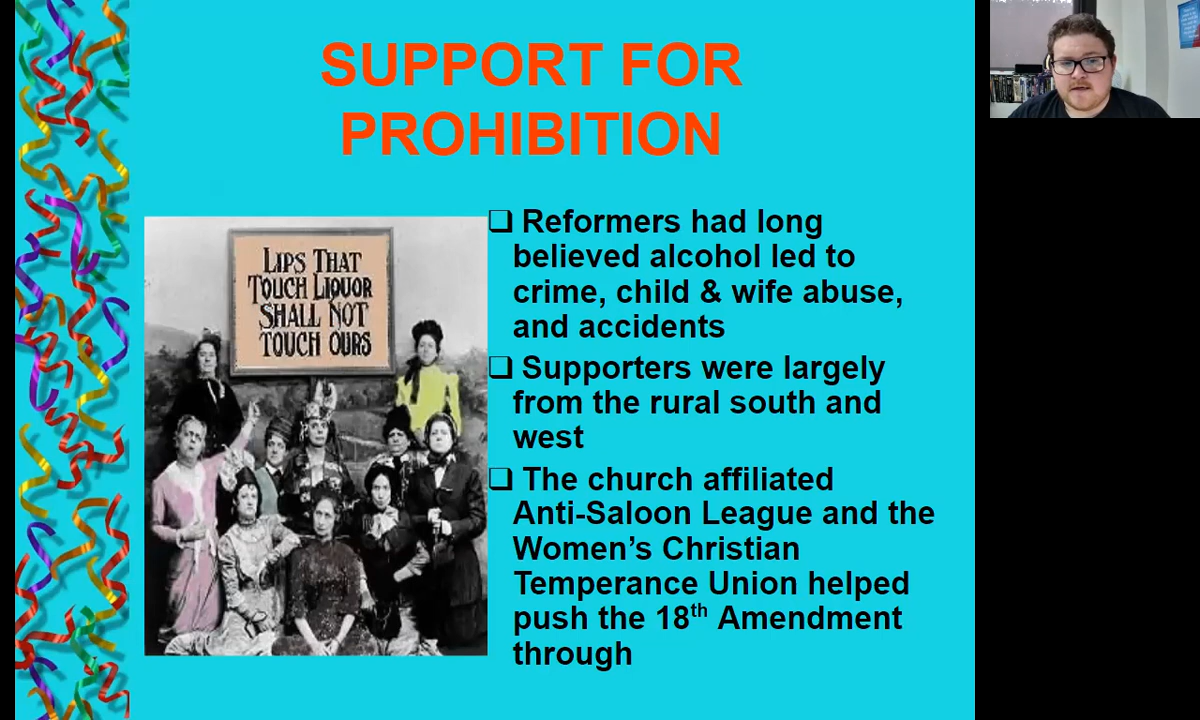 SUPPORT FOR
PROHIBITION
LIPS THAT
TOUCH LIQUOR
SHALL NOT
TOUCH OURS
❑ Reformers had long
believed alcohol led to
crime, child & wife abuse,
and accidents
❑ Supporters were largely
from the rural south and
west
❑ The church affiliated
Anti-Saloon League and the
Women’s Christian
Temperance Union helped
push the 18th Amendment
through